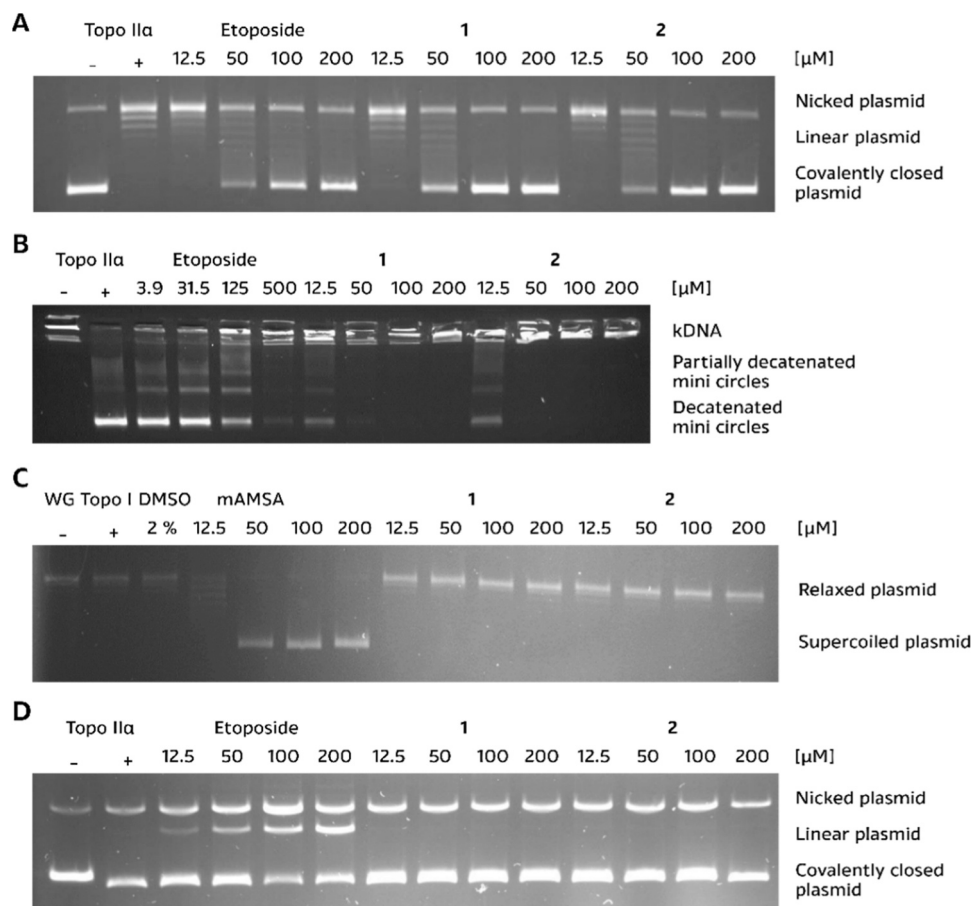 A
Topo IIα Etoposide 1 2
- + 12.5 50 100 200 12.5 50 100 200 12.5 50 100 200 [µM]
Nicked plasmid
Linear plasmid
Covalently closed
plasmid
B
Topo IIα Etoposide 1 2
- + 3.9 31.5 125 500 12.5 50 100 200 12.5 50 100 200 [µM]
kDNA
Partially decatenated
mini circles
Decatenated
mini circles
C
WG Topo I DMSO mAMSA 1 2
- + 2 % 12.5 50 100 200 12.5 50 100 200 12.5 50 100 200 [µM]
Relaxed plasmid
Supercoiled plasmid
D
Topo IIα Etoposide 1 2
- + 12.5 50 100 200 12.5 50 100 200 12.5 50 100 200 [µM]
Nicked plasmid
Linear plasmid
Covalently closed
plasmid